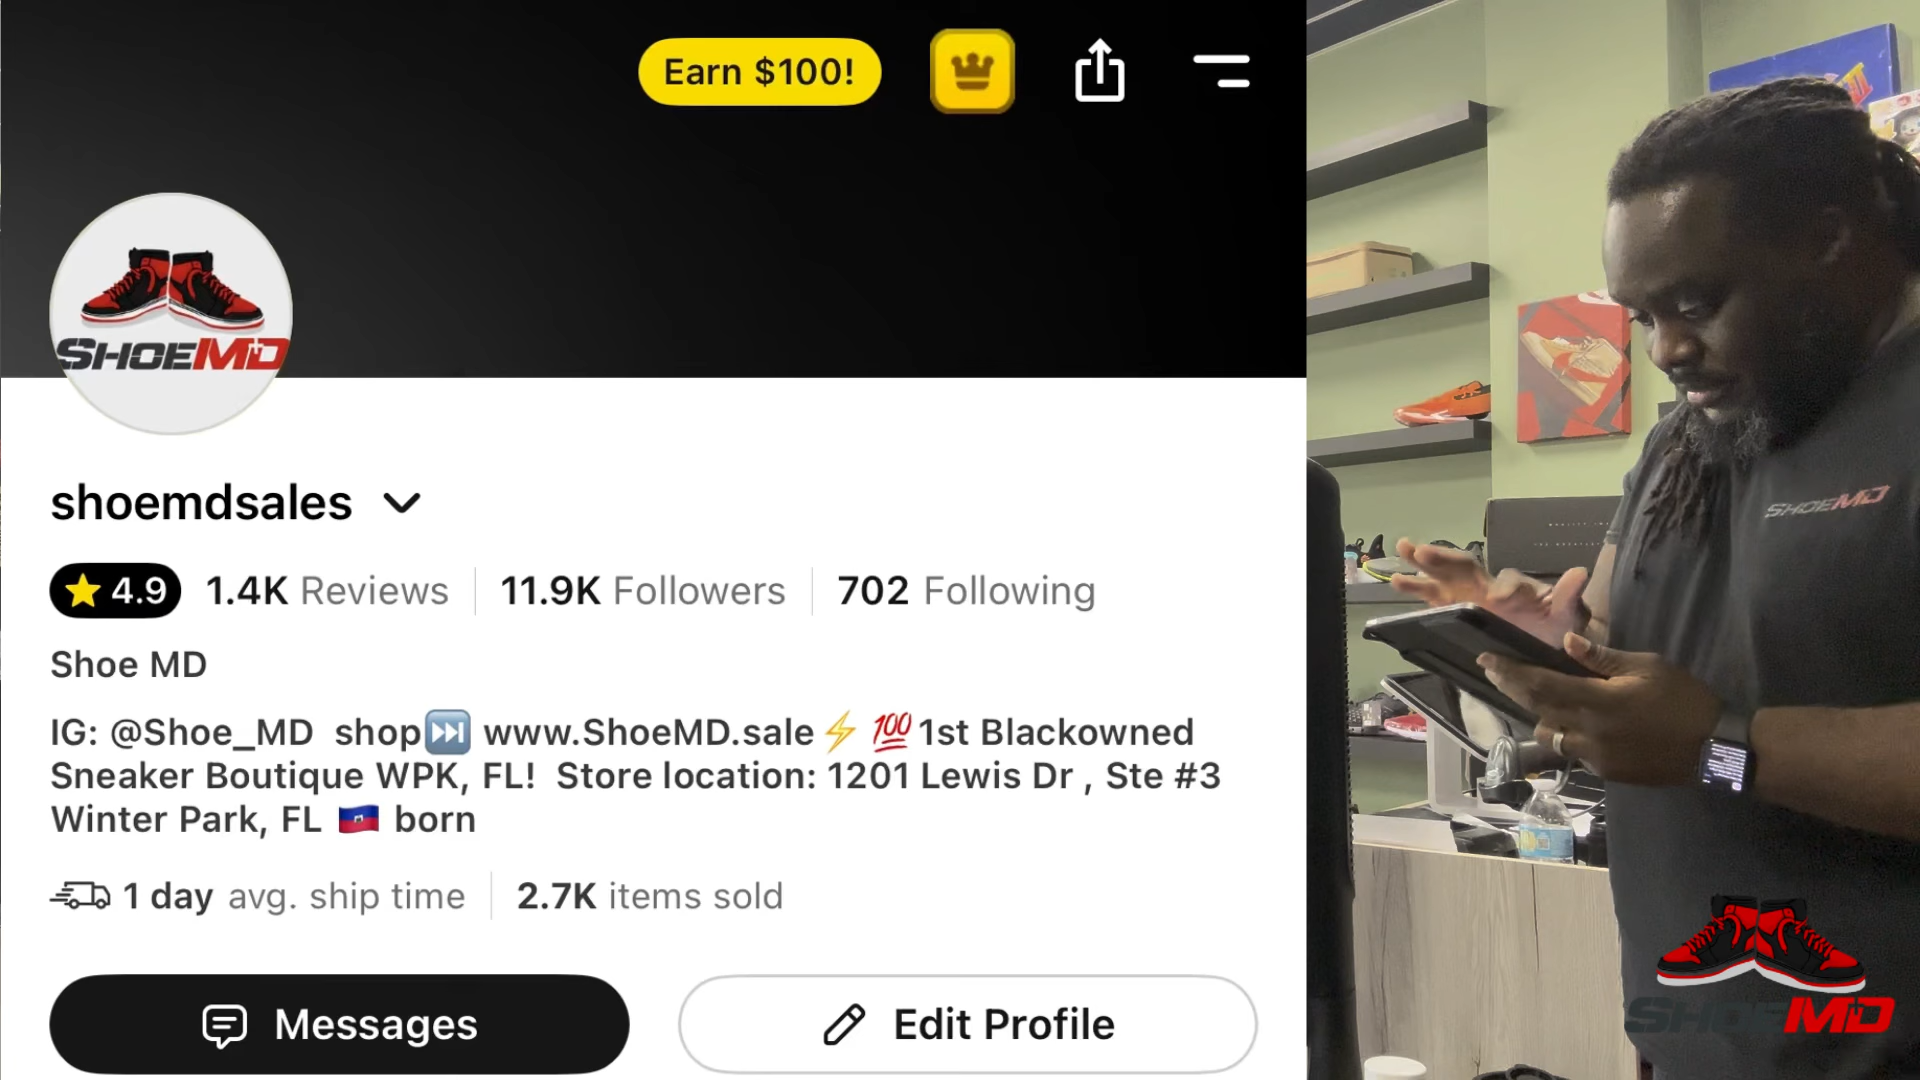 Earn $100!
SHOEMD
shoemdsales
4.9 1.4K Reviews 11.9K Followers 702 Following
Shoe MD
IG: @Shoe_MD shop⏭️ www.ShoeMD.sale⚡ 💯1st Blackowned
Sneaker Boutique WPK, FL! Store location: 1201 Lewis Dr , Ste #3
Winter Park, FL 🇭🇹 born
1 day avg. ship time 2.7K items sold
Messages Edit Profile
SHOEMD
SHOEMD